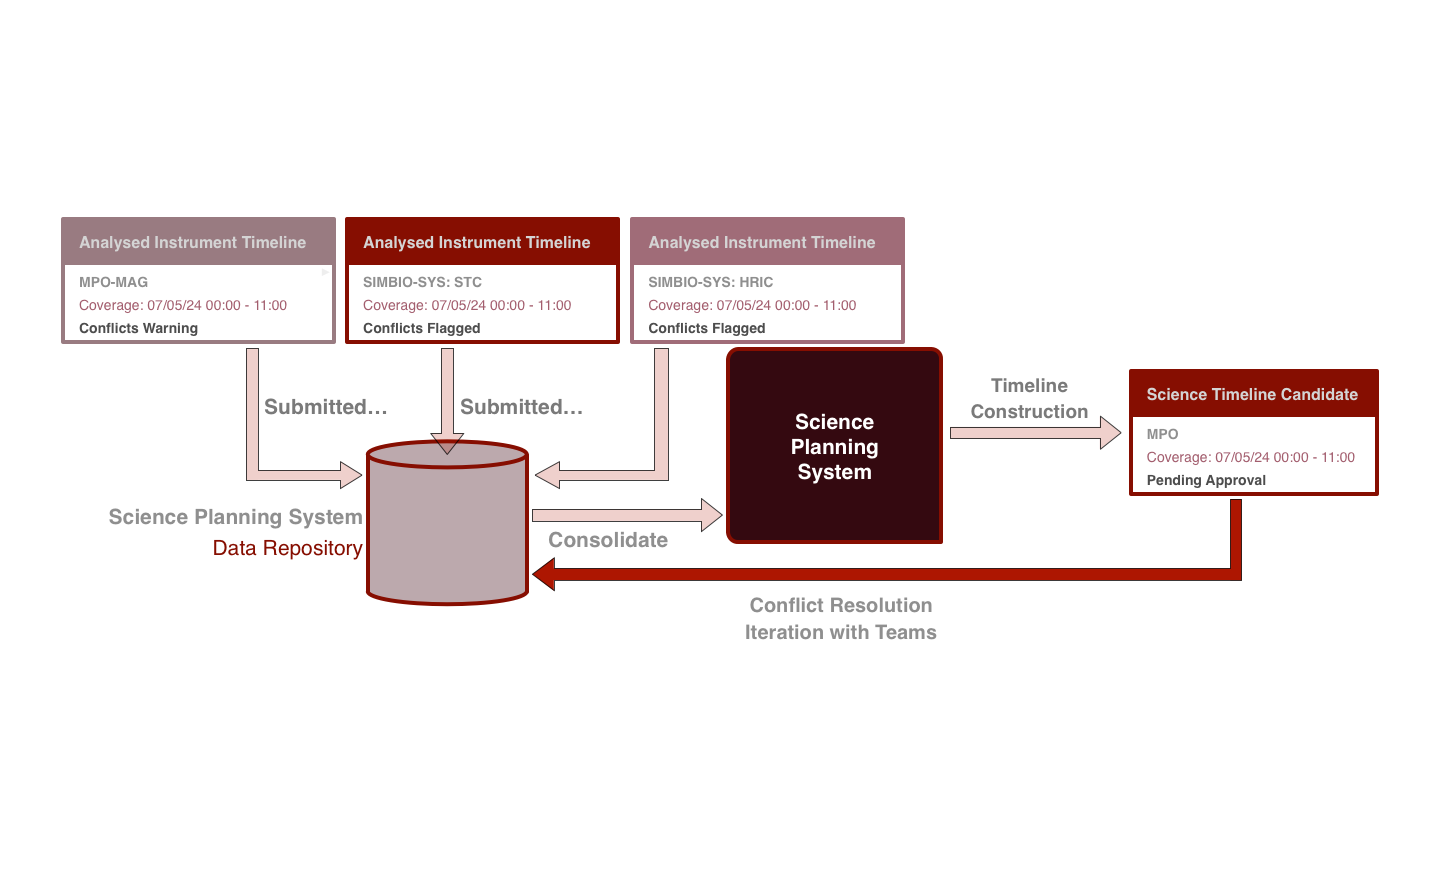 Analysed Instrument Timeline
MPO-MAG
Coverage: 07/05/24 00:00 - 11:00
Conflicts Warning
Analysed Instrument Timeline
SIMBIO-SYS: STC
Coverage: 07/05/24 00:00 - 11:00
Conflicts Flagged
Analysed Instrument Timeline
SIMBIO-SYS: HRIC
Coverage: 07/05/24 00:00 - 11:00
Conflicts Flagged
Submitted...
Submitted...
Science Planning System
Data Repository
Consolidate
Science
Planning
System
Timeline
Construction
Science Timeline Candidate
MPO
Coverage: 07/05/24 00:00 - 11:00
Pending Approval
Conflict Resolution
Iteration with Teams